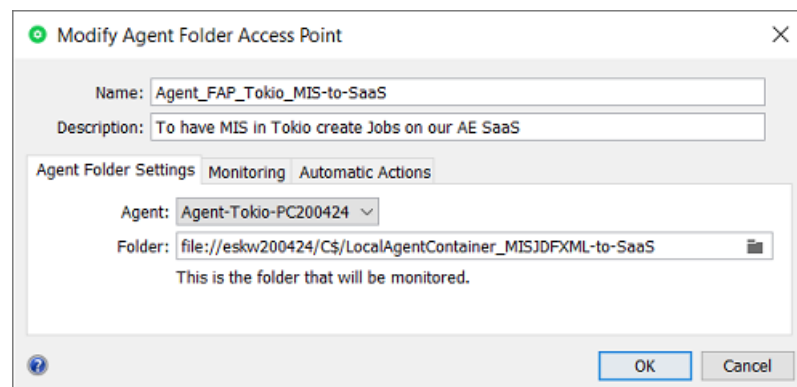 Modify Agent Folder Access Point
Name: Agent_FAP_Tokio_MIS-to-SaaS
Description: To have MIS in Tokio create Jobs on our AE SaaS
Agent Folder Settings Monitoring Automatic Actions
Agent: Agent-Tokio-PC200424
Folder: file://eskw200424/C$/LocalAgentContainer_MISJDFXML-to-SaaS
This is the folder that will be monitored.
OK Cancel